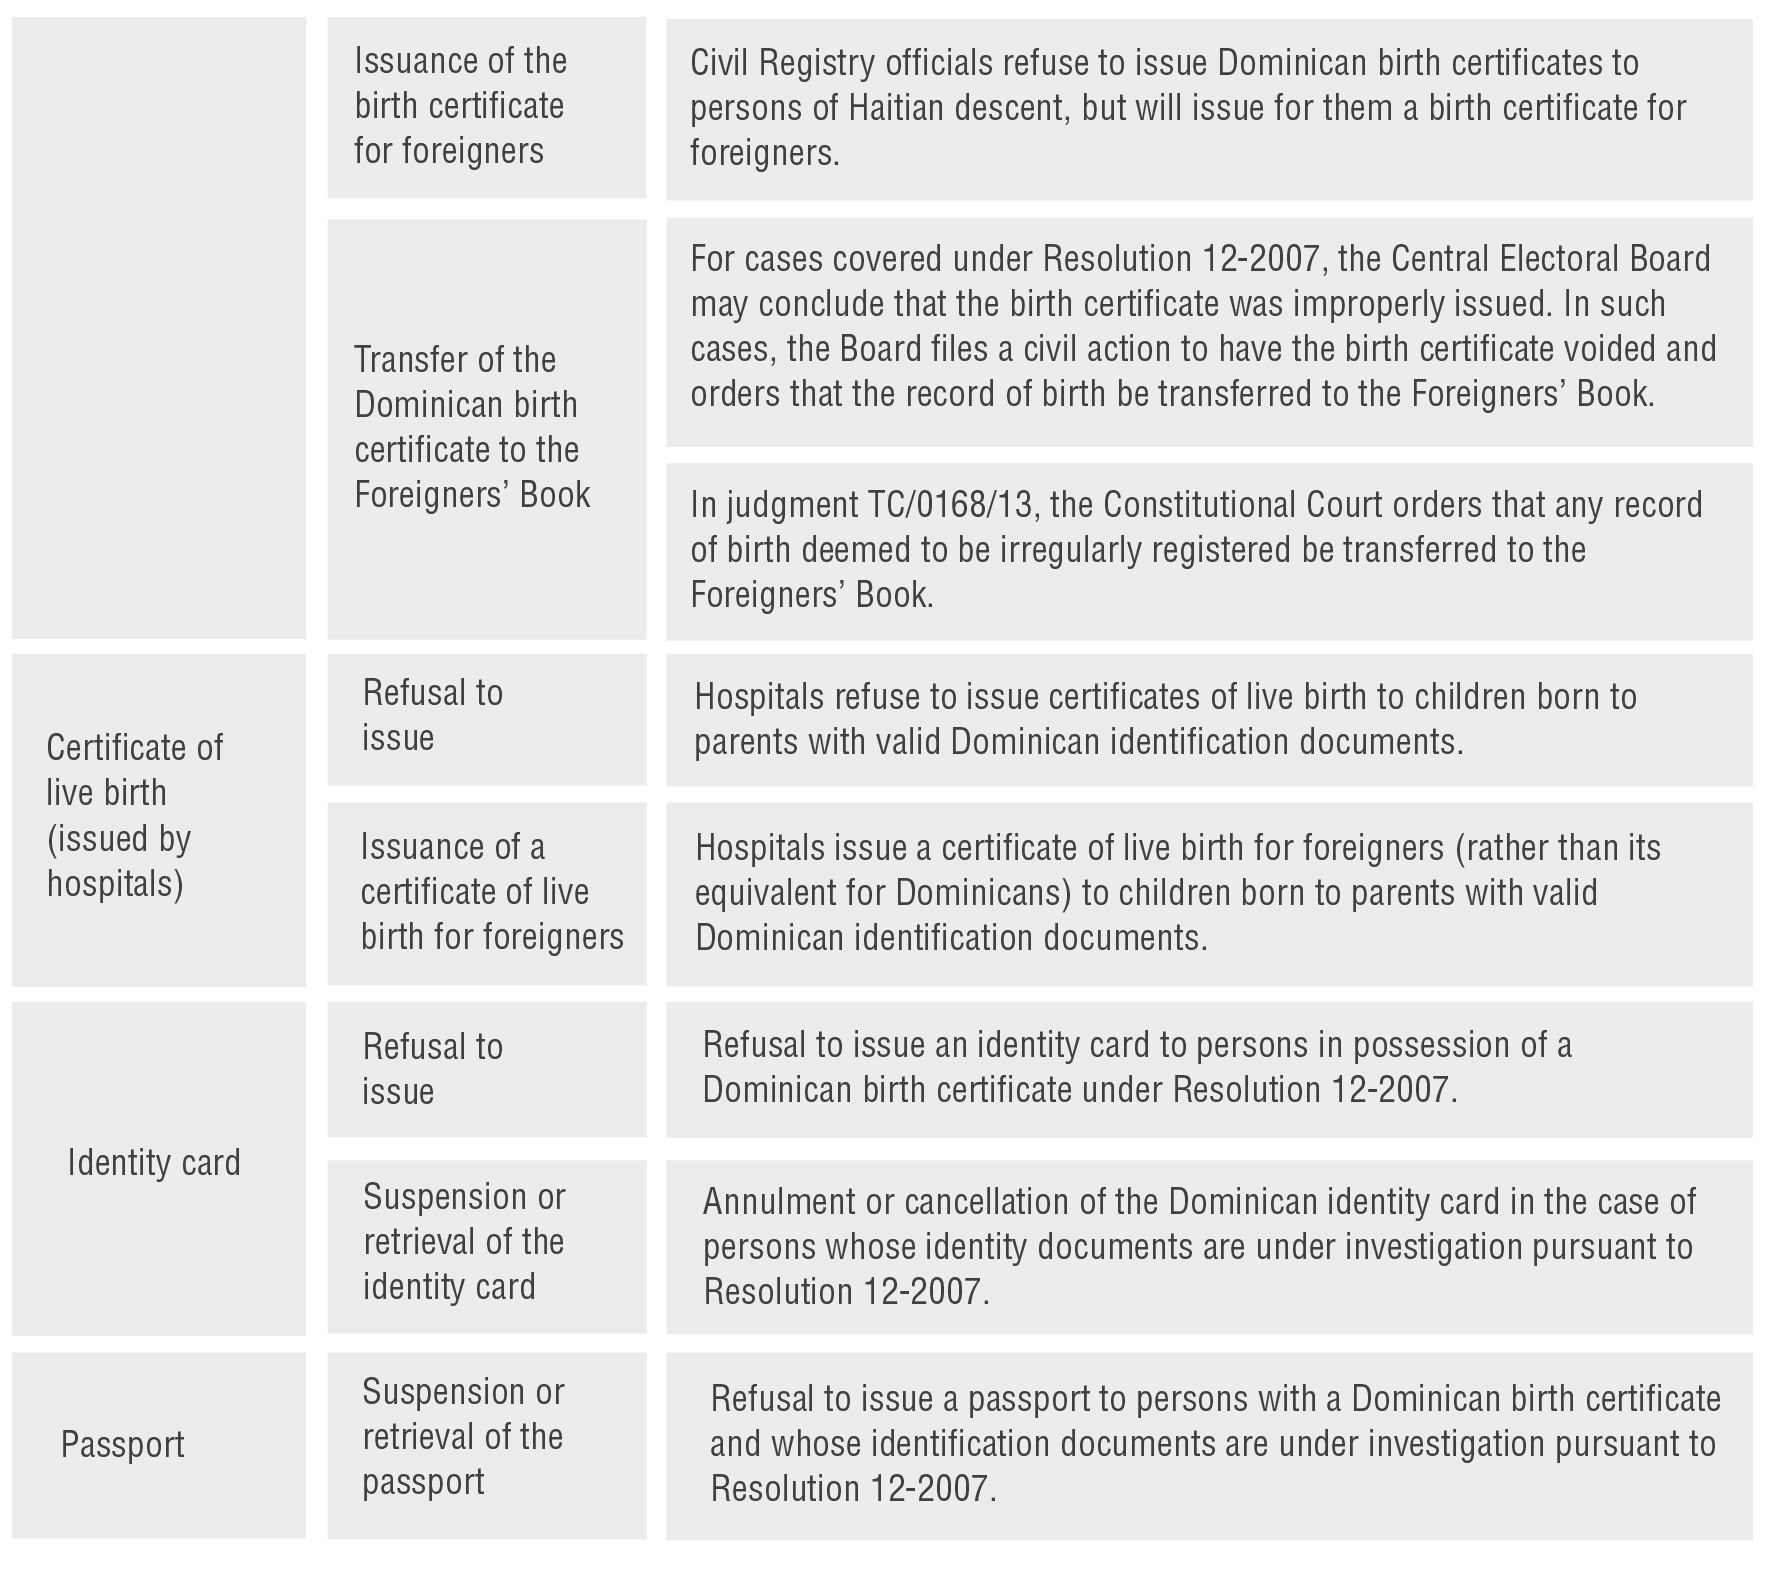 Issuance of the
birth certificate
for foreigners
Civil Registry officials refuse to issue Dominican birth certificates to
persons of Haitian descent, but will issue for them a birth certificate for
foreigners.
Transfer of the
Dominican birth
certificate to the
Foreigners’ Book
For cases covered under Resolution 12-2007, the Central Electoral Board
may conclude that the birth certificate was improperly issued. In such
cases, the Board files a civil action to have the birth certificate voided and
orders that the record of birth be transferred to the Foreigners’ Book.
In judgment TC/0168/13, the Constitutional Court orders that any record
of birth deemed to be irregularly registered be transferred to the
Foreigners’ Book.
Certificate of
live birth
(issued by
hospitals)
Refusal to
issue
Hospitals refuse to issue certificates of live birth to children born to
parents with valid Dominican identification documents.
Issuance of a
certificate of live
birth for foreigners
Hospitals issue a certificate of live birth for foreigners (rather than its
equivalent for Dominicans) to children born to parents with valid
Dominican identification documents.
Identity card
Refusal to
issue
Refusal to issue an identity card to persons in possession of a
Dominican birth certificate under Resolution 12-2007.
Suspension or
retrieval of the
identity card
Annulment or cancellation of the Dominican identity card in the case of
persons whose identity documents are under investigation pursuant to
Resolution 12-2007.
Passport
Suspension or
retrieval of the
passport
Refusal to issue a passport to persons with a Dominican birth certificate
and whose identification documents are under investigation pursuant to
Resolution 12-2007.